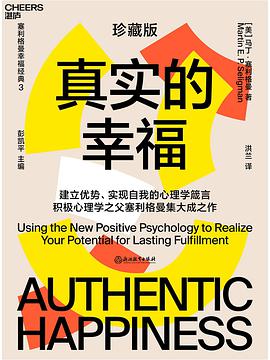 CHEERS
湛庐
塞利格曼幸福经典3
彭凯平 主编
珍藏版
[美]马丁·塞利格曼 著
Martin E. P. Seligman
洪兰 译
真实的
幸福
建立优势、实现自我的心理学箴言
积极心理学之父塞利格曼集大成之作
Using the New Positive Psychology to Realize
Your Potential for Lasting Fulfillment
浙江教育出版社
AUTHENTIC
HAPPINESS